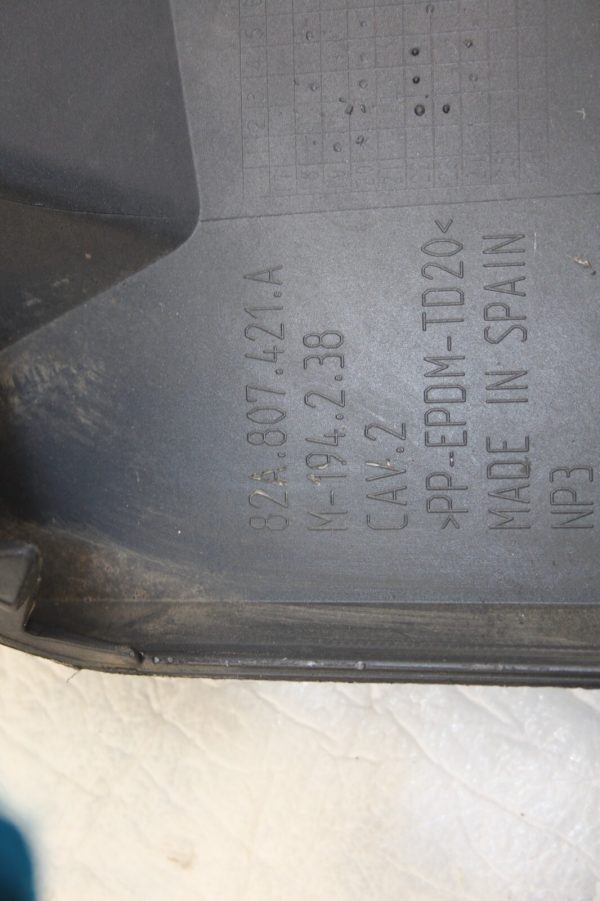 82A.807.421.A
M-194.2.38
CAV.2
>PP-EPDM-TD20<
MADE IN SPAIN
NP3